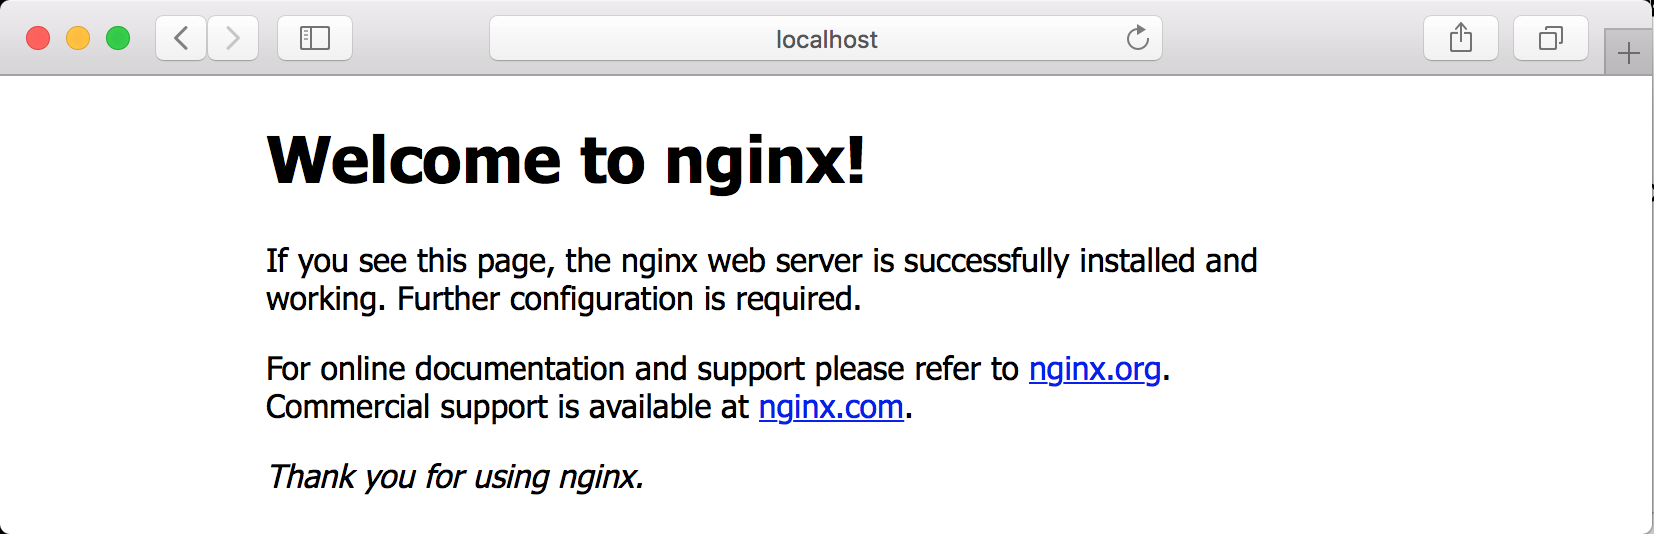 localhost
Welcome to nginx!
If you see this page, the nginx web server is successfully installed and
working. Further configuration is required.
For online documentation and support please refer to nginx.org.
Commercial support is available at nginx.com.
Thank you for using nginx.